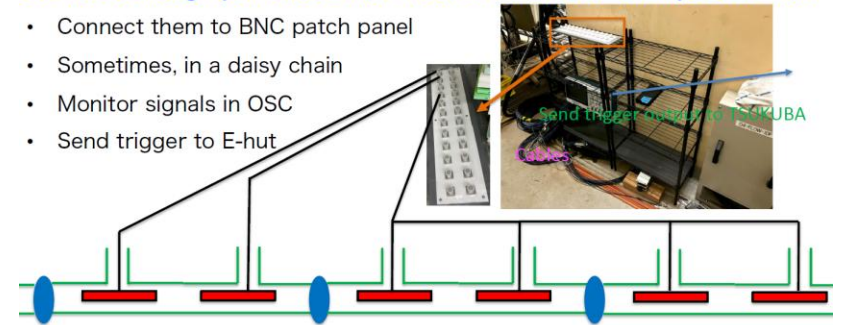 • Connect them to BNC patch panel
• Sometimes, in a daisy chain
• Monitor signals in OSC
• Send trigger to E-hut
Send trigger output to TSUKUBA
Cables